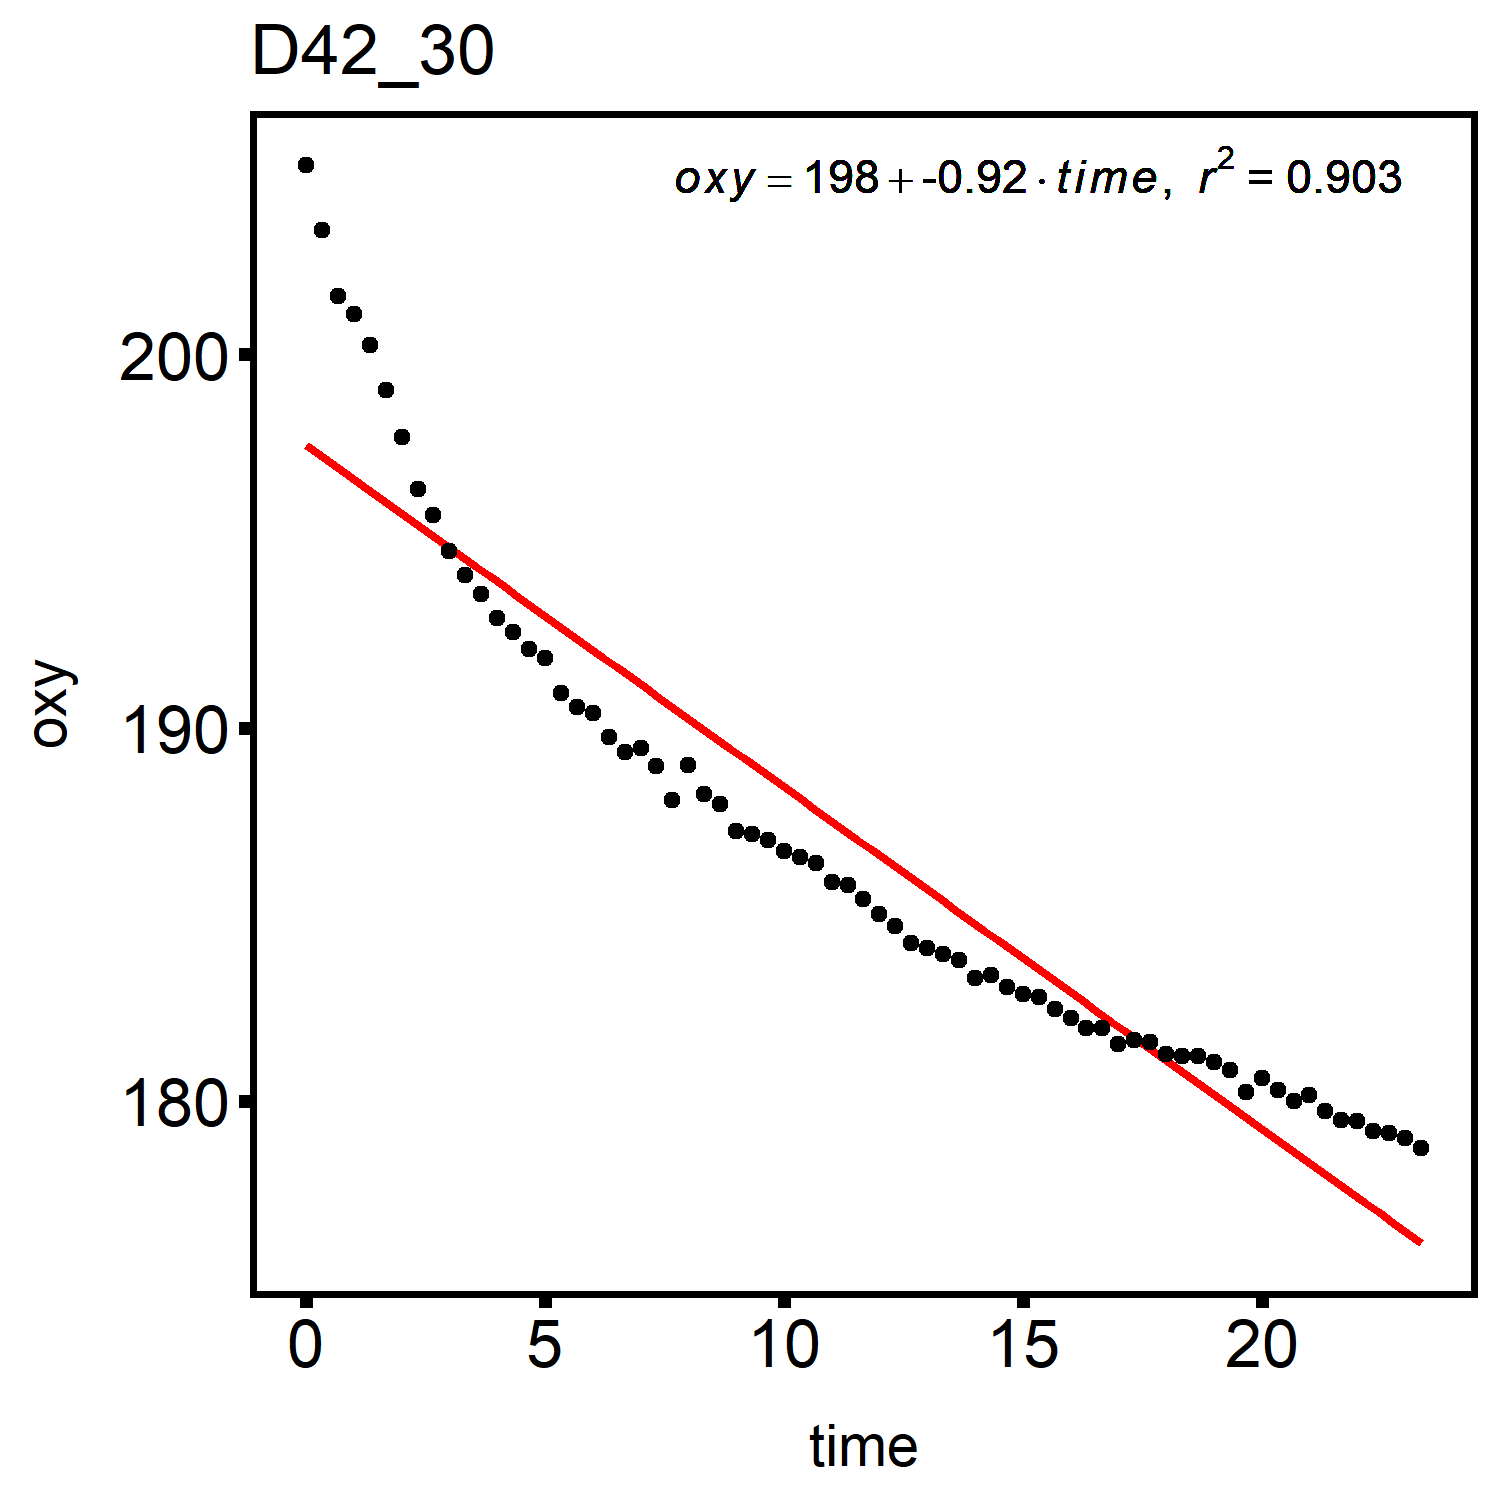 D42_30
oxy = 198 + -0.92 · time, r² = 0.903
200
190
180
oxy
0 5 10 15 20
time